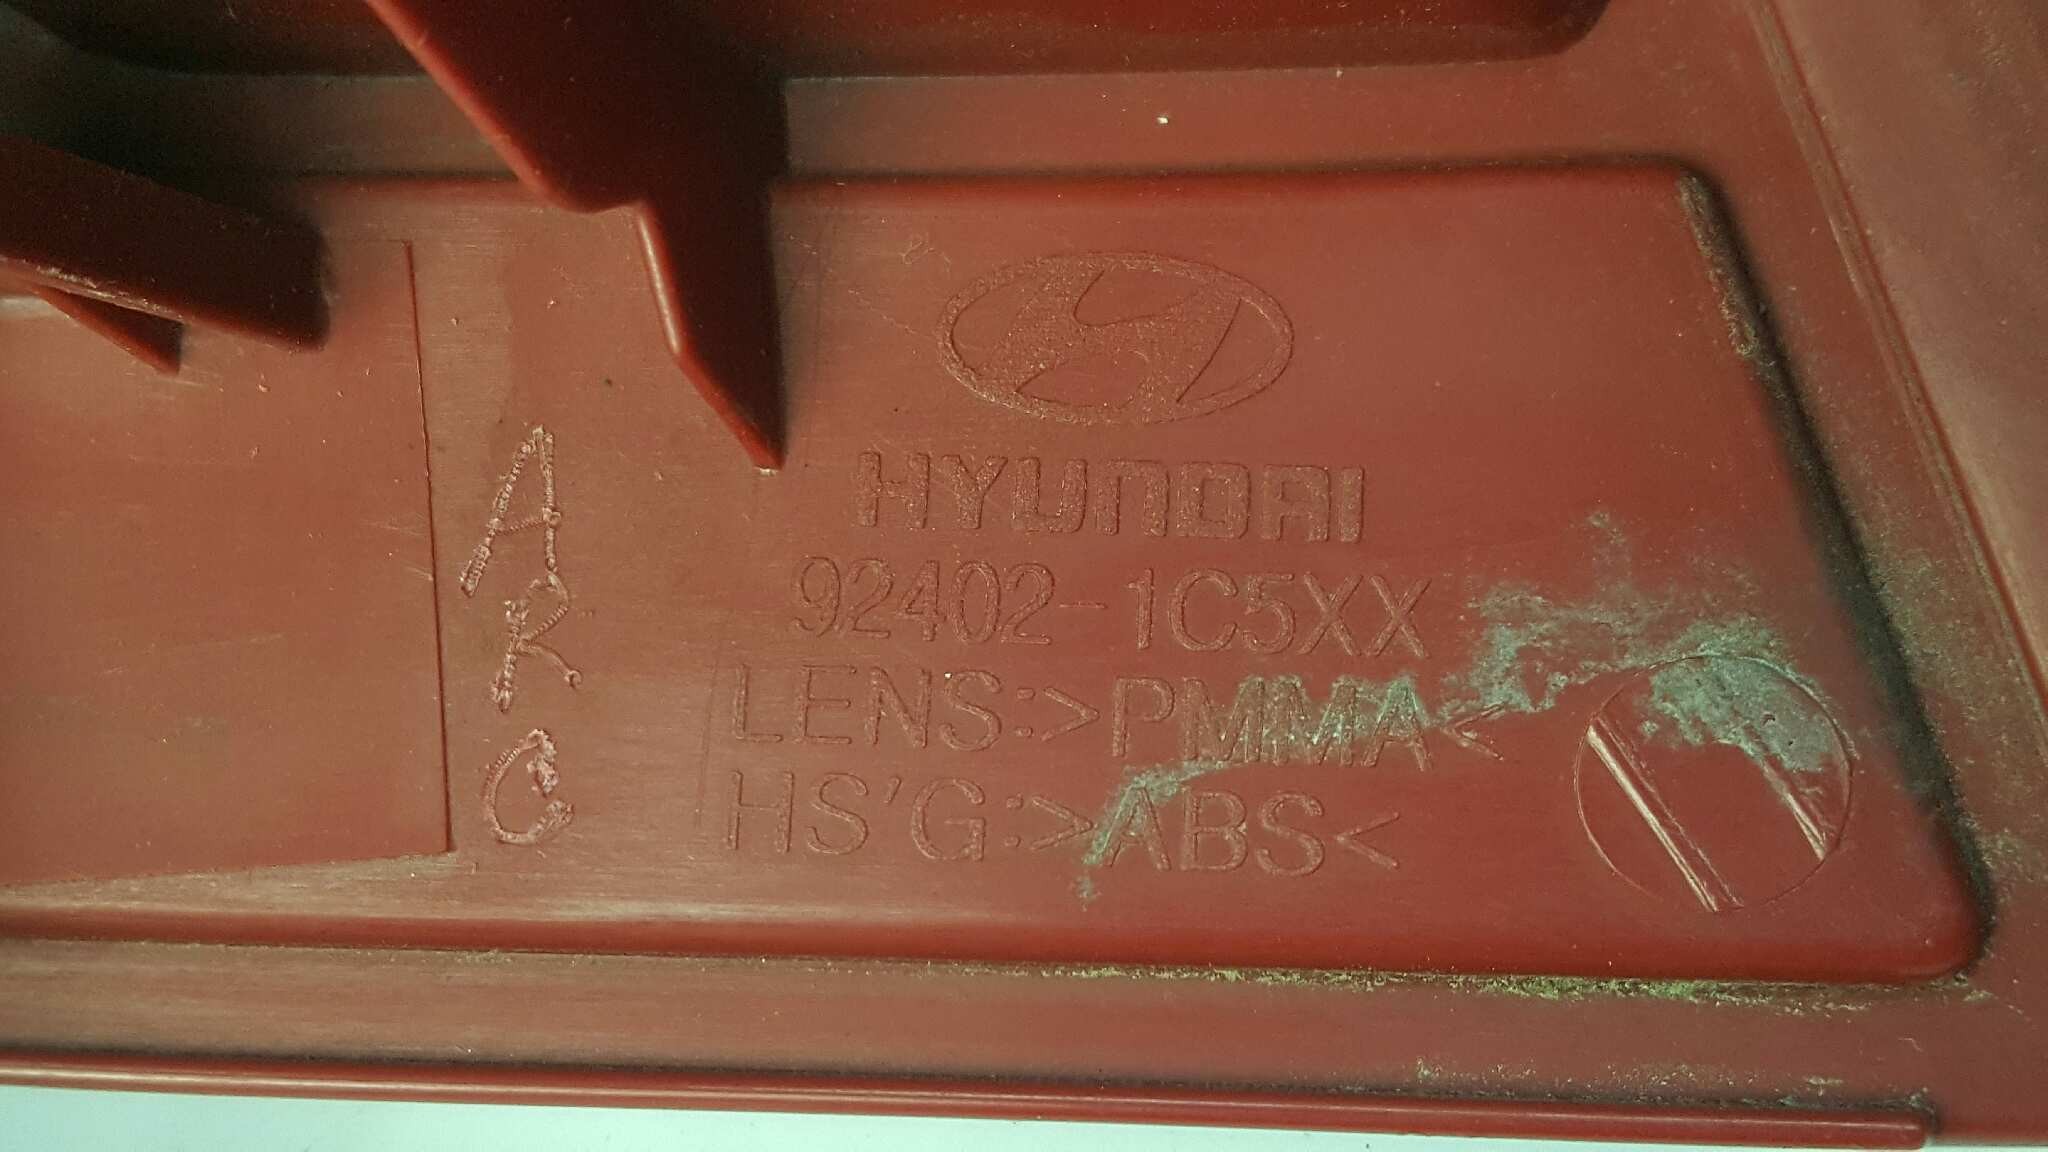 HYUNDAI
92402-1C5XX
LENS:>PMMA<
HS'G:>ABS<
A
R
C